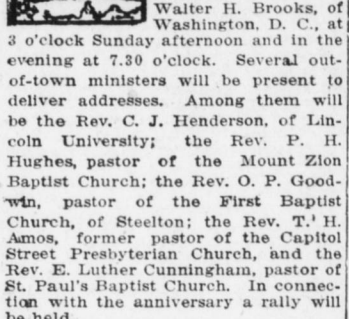 Walter H. Brooks, of
Washington, D. C., at
3 o'clock Sunday afternoon and in the
evening at 7.30 o'clock. Several out-
of-town ministers will be present to
deliver addresses. Among them will
be the Rev. C. J. Henderson, of Lin-
coln University; the Rev. P. H.
Hughes, pastor of the Mount Zion
Baptist Church; the Rev. O. P. Good-
win, pastor of the First Baptist
Church, of Steelton; the Rev. T. H.
Amos, former pastor of the Capitol
Street Presbyterian Church, and the
Rev. E. Luther Cunningham, pastor of
St. Paul's Baptist Church. In connec-
tion with the anniversary a rally will
be held.